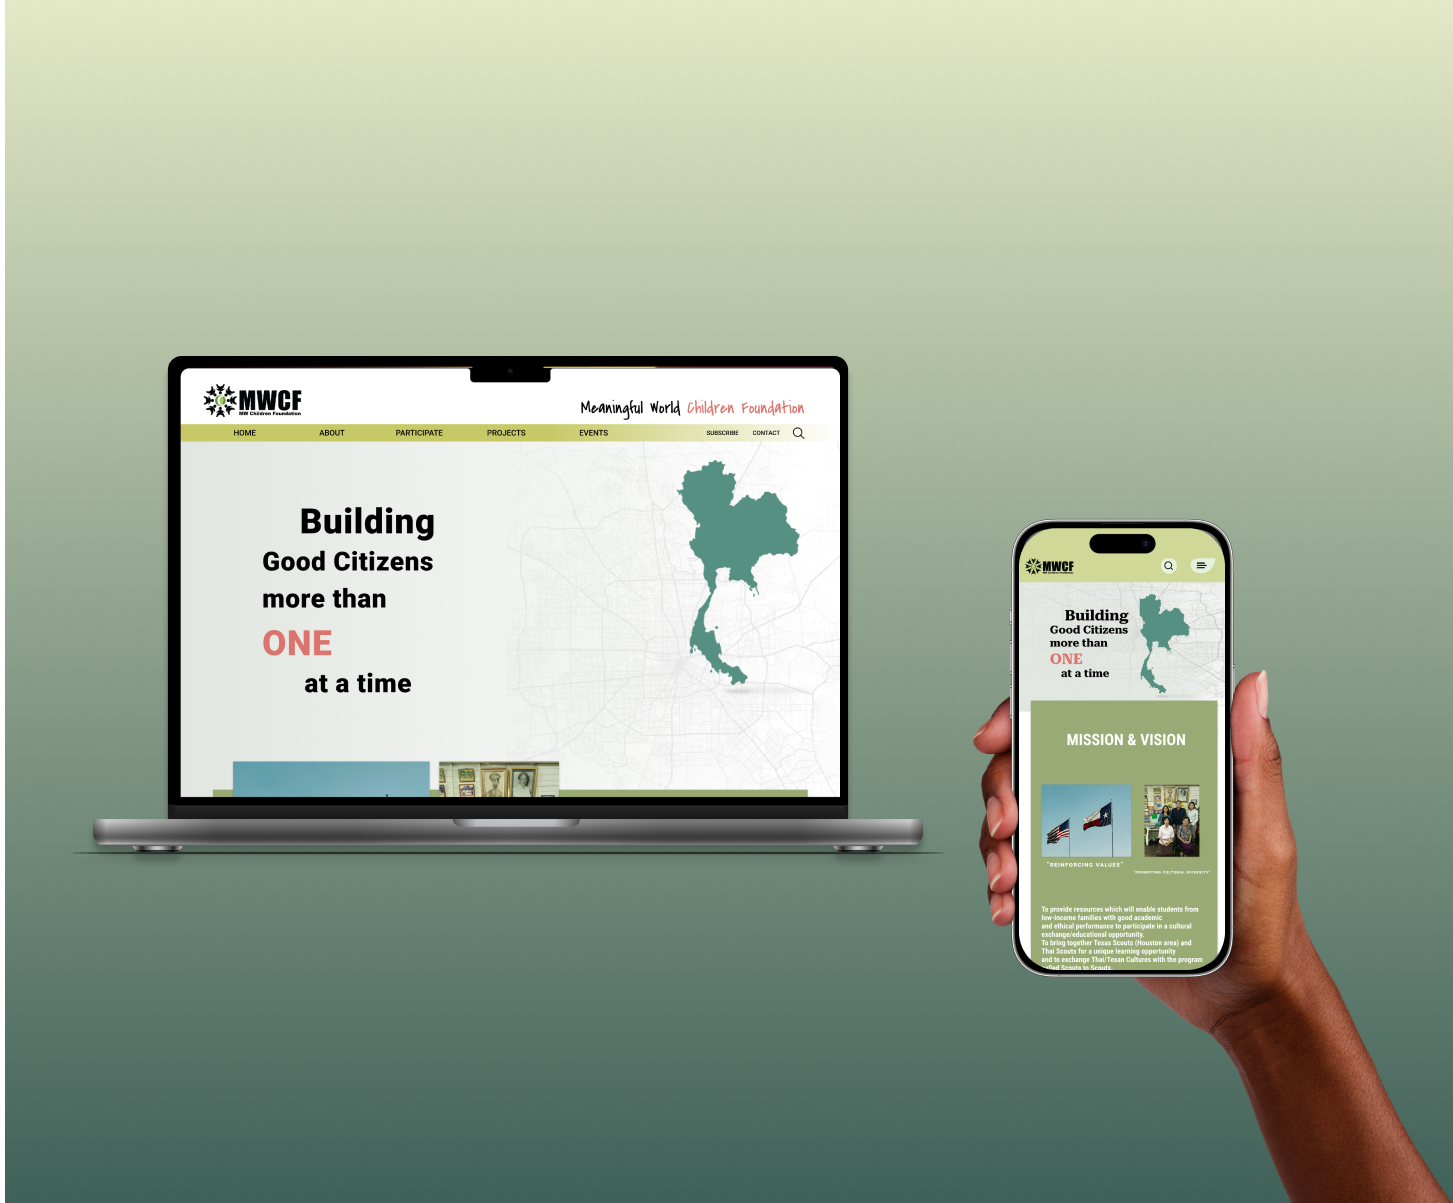 MWCF
MW Children Foundation
Meaningful World Children Foundation
HOME ABOUT PARTICIPATE PROJECTS EVENTS SUBSCRIBE CONTACT
Building
Good Citizens
more than
ONE
at a time
MWCF
MW Children Foundation
Building
Good Citizens
more than
ONE
at a time
MISSION & VISION
"REINFORCING VALUES"
"PROMOTING CULTURAL DIVERSITY"
To provide resources which will enable students from
low-income families with good academic
and ethical performance to participate in a cultural
exchange/educational opportunity.
To bring together Texas Scouts (Houston area) and
Thai Scouts for a unique learning opportunity
and to exchange Thai/Texan Cultures with the program
called Scouts to Scouts.